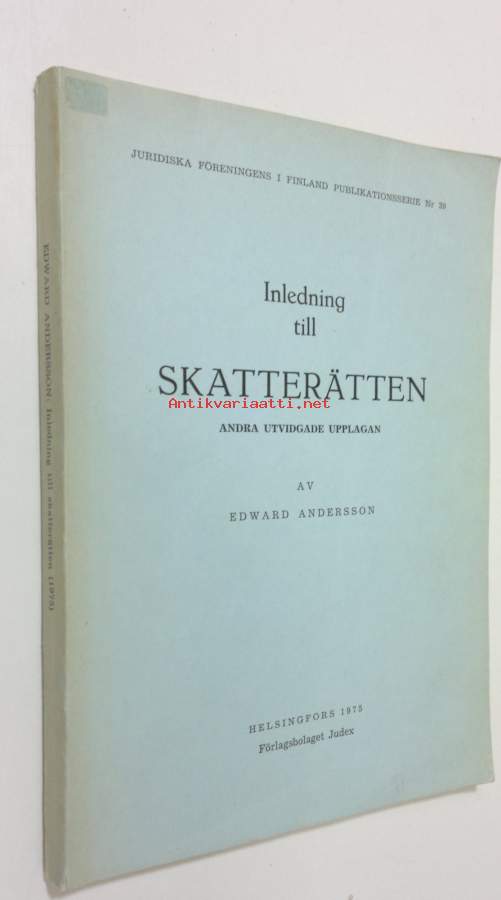 JURIDISKA FÖRENINGENS I FINLAND PUBLIKATIONSSERIE Nr 39
Inledning
till
SKATTERÄTTEN
Antikvariaatti.net
ANDRA UTVIDGADE UPPLAGAN
AV
EDWARD ANDERSSON
HELSINGFORS 1975
Förlagsbolaget Judex
EDWARD ANDERSSON: Inledning till skatterätten (1975)